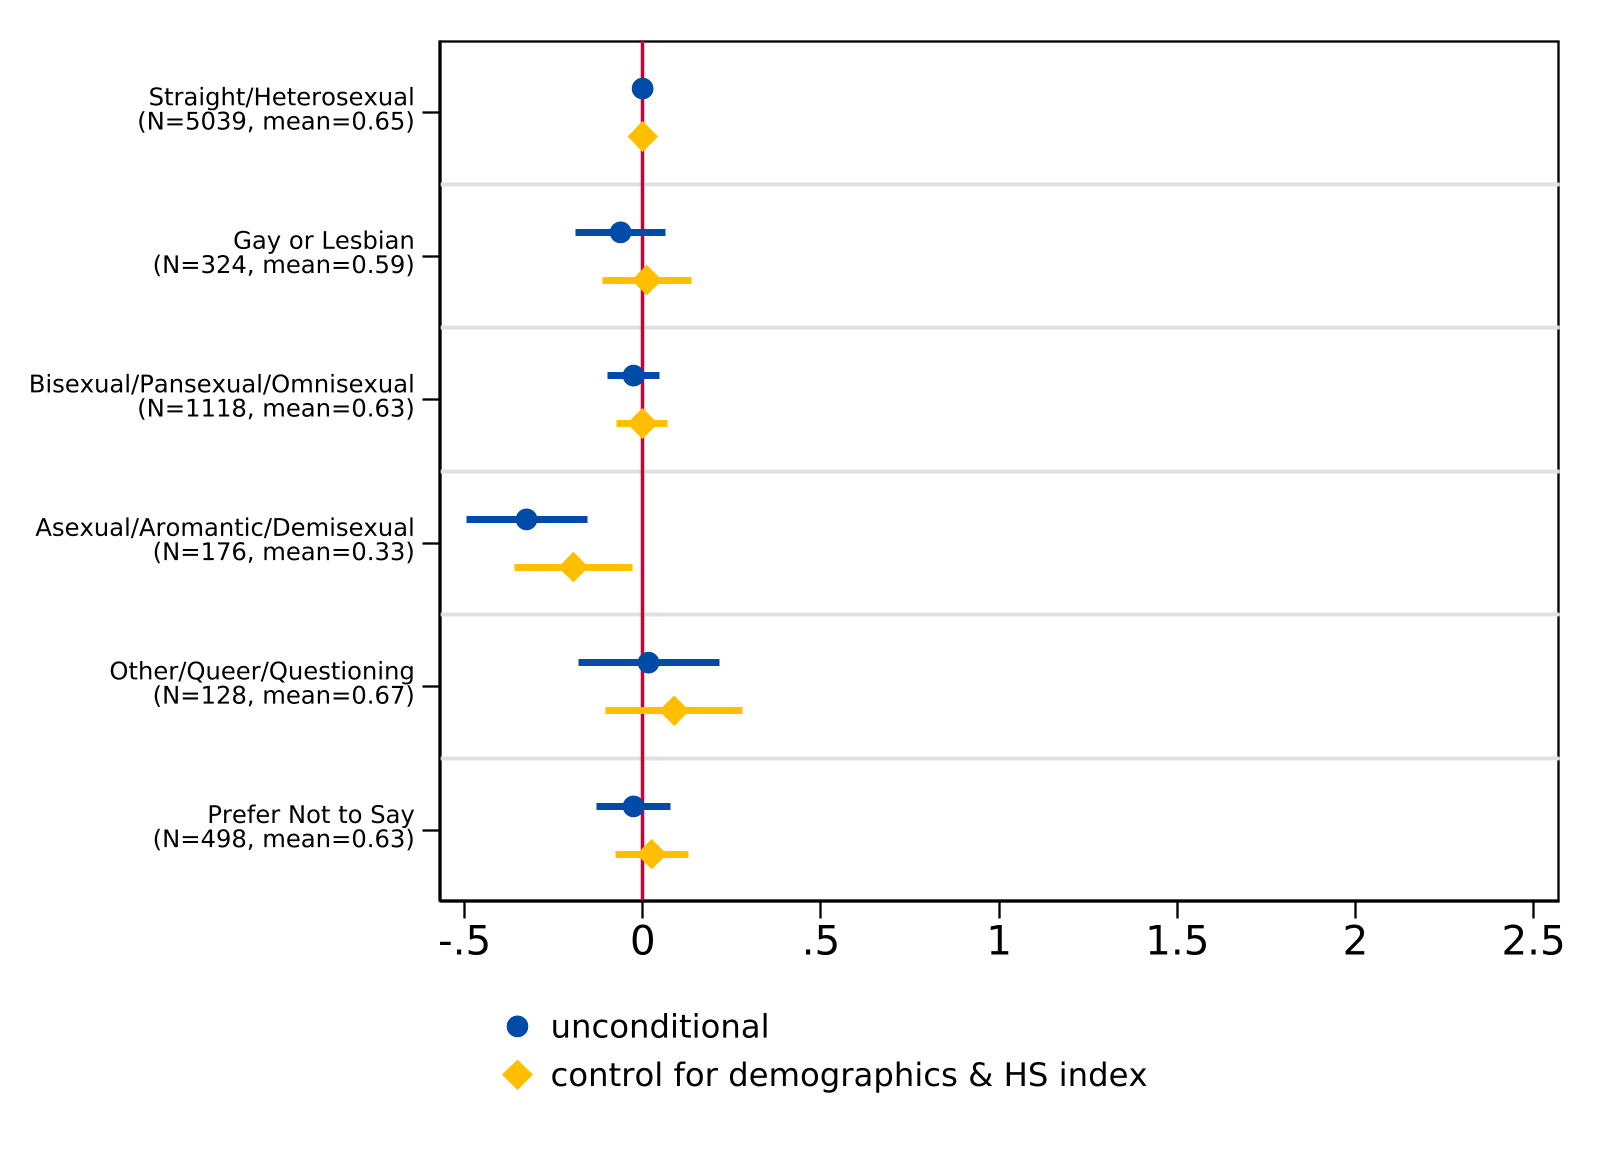 Straight/Heterosexual
(N=5039, mean=0.65)
Gay or Lesbian
(N=324, mean=0.59)
Bisexual/Pansexual/Omnisexual
(N=1118, mean=0.63)
Asexual/Aromantic/Demisexual
(N=176, mean=0.33)
Other/Queer/Questioning
(N=128, mean=0.67)
Prefer Not to Say
(N=498, mean=0.63)
-.5 0 .5 1 1.5 2 2.5
unconditional
control for demographics & HS index